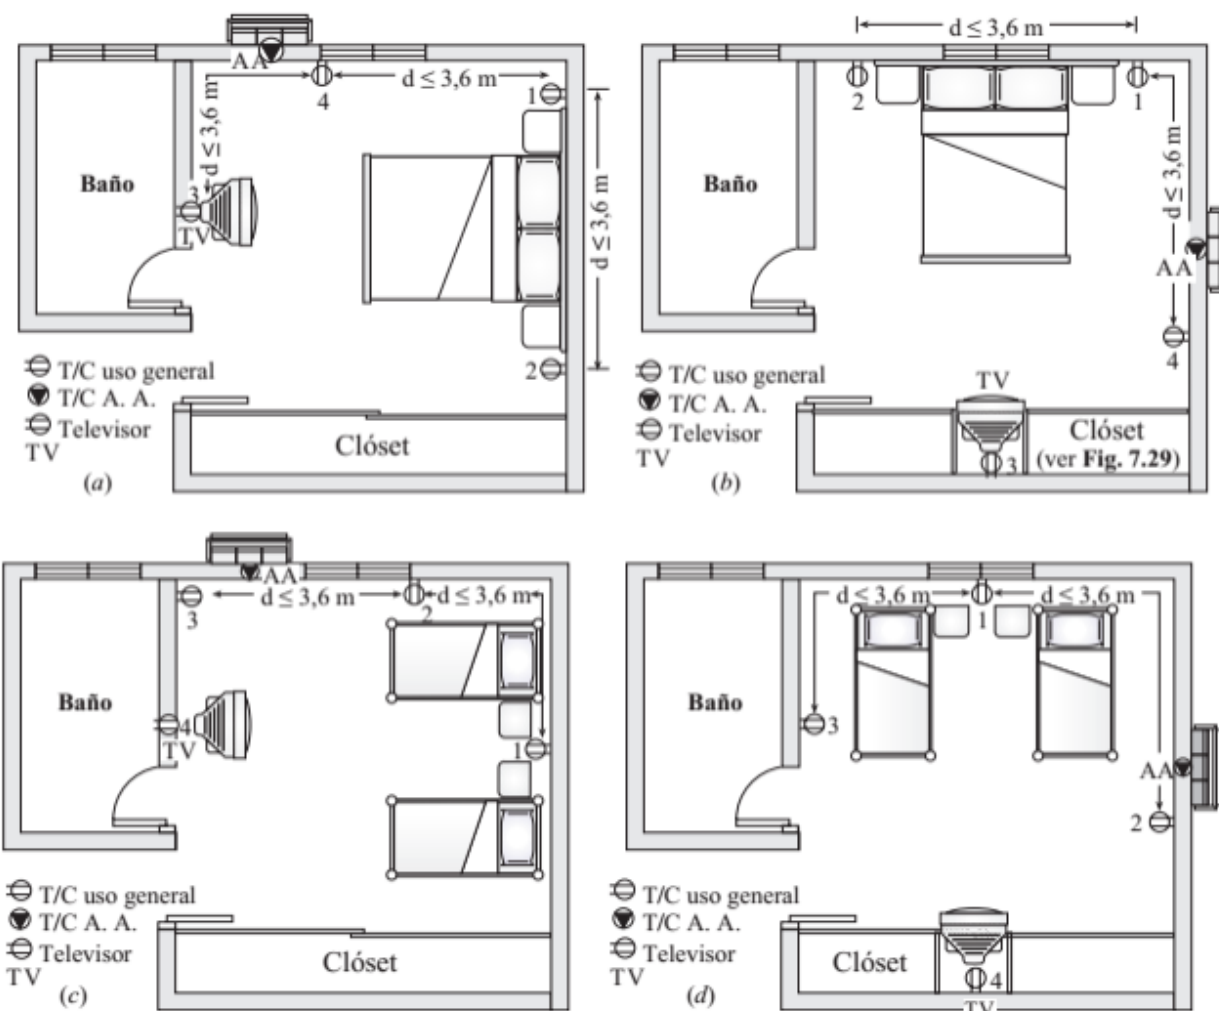 AA
d ≤ 3,6 m
4
1
d ≤ 3,6 m
Baño
3
TV
d ≤ 3,6 m
2
T/C uso general
T/C A. A.
Televisor
TV
Clóset
(a)
d ≤ 3,6 m
2
1
d ≤ 3,6 m
Baño
AA
4
T/C uso general
T/C A. A.
Televisor
TV
TV
3
Clóset
(ver Fig. 7.29)
(b)
AA
3
d ≤ 3,6 m
2
d ≤ 3,6 m
Baño
4
TV
1
T/C uso general
T/C A. A.
Televisor
TV
Clóset
(c)
d ≤ 3,6 m
1
d ≤ 3,6 m
Baño
3
AA
2
T/C uso general
T/C A. A.
Televisor
TV
Clóset
4
TV
(d)